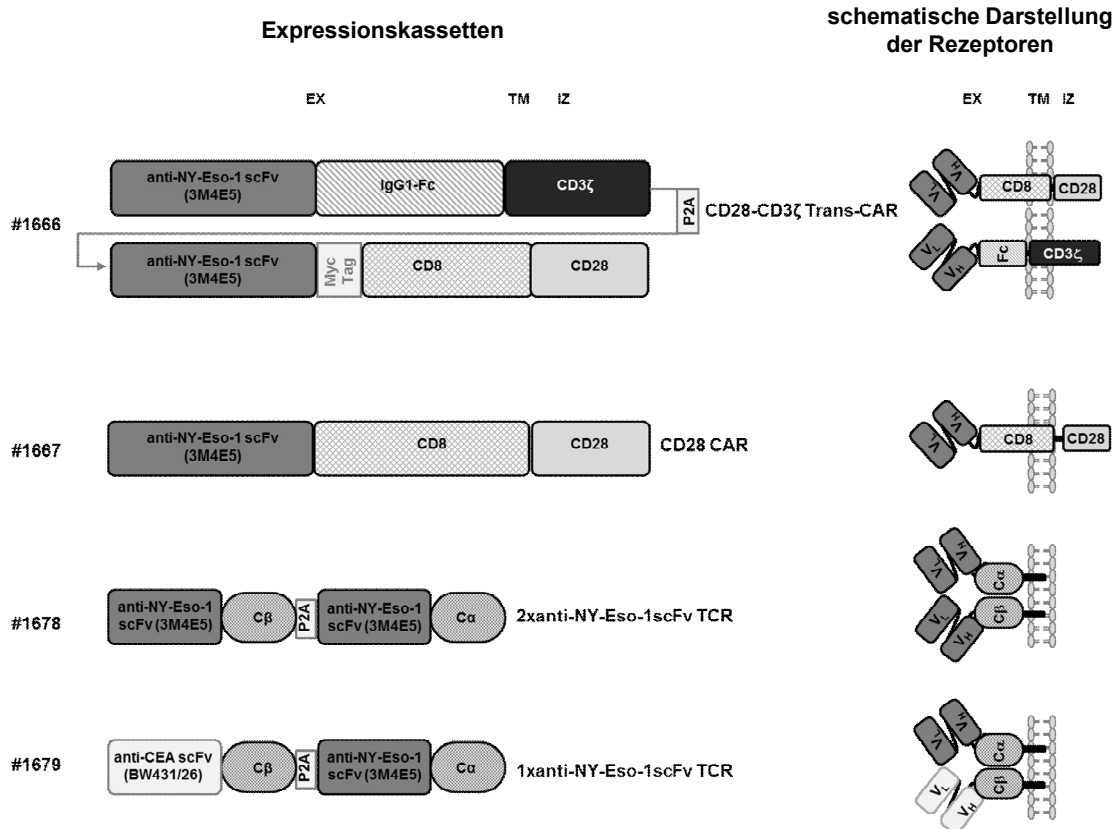 Expressionskassetten
schematische Darstellung
der Rezeptoren
EX TM IZ
EX TM IZ
#1666
anti-NY-Eso-1 scFv
(3M4E5)
IgG1-Fc
CD3ζ
P2A
CD28-CD3ζ Trans-CAR
anti-NY-Eso-1 scFv
(3M4E5)
Myc
Tag
CD8
CD28
VH
VL
CD8
CD28
VL
VH
Fc
CD3ζ
#1667
anti-NY-Eso-1 scFv
(3M4E5)
CD8
CD28
CD28 CAR
VH
VL
CD8
CD28
#1678
anti-NY-Eso-1
scFv (3M4E5)
Cβ
P2A
anti-NY-Eso-1
scFv (3M4E5)
Cα
2xanti-NY-Eso-1scFv TCR
VH
VL
Cα
VL
VH
Cβ
#1679
anti-CEA scFv
(BW431/26)
Cβ
P2A
anti-NY-Eso-1
scFv (3M4E5)
Cα
1xanti-NY-Eso-1scFv TCR
VH
VL
Cα
VL
VH
Cβ